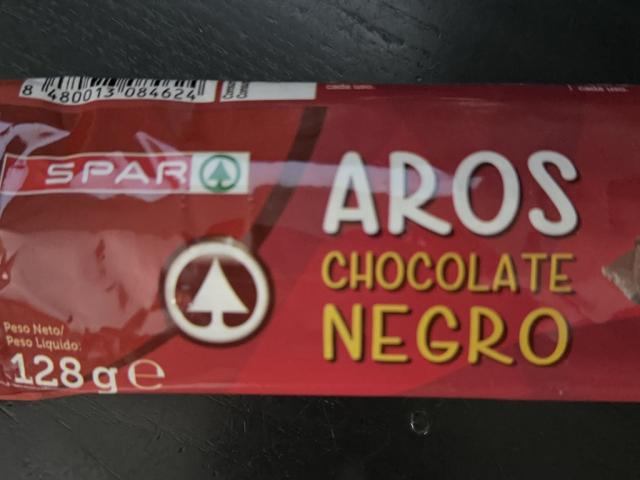 8 480013 084624
SPAR
AROS
CHOCOLATE
NEGRO
Peso Neto/
Peso Líquido:
128 g e